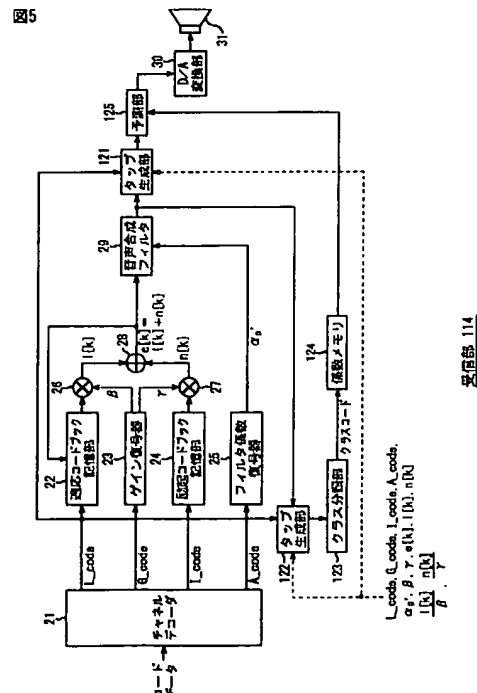 図5
コード
データ
21
チャネル
デコーダ
L_code
G_code
I_code
A_code
22
適応コードブック
記憶部
23
ゲイン復号器
24
励起コードブック
記憶部
25
フィルタ係数
復号器
26
l[k]
β
γ
27
n[k]
28
e[k]=
l[k]+n[k]
αp'
29
音声合成
フィルタ
121
タップ
生成部
125
予測部
30
D/A
変換部
31
122
タップ
生成部
123
クラス分類部
クラスコード
124
係数メモリ
L_code, G_code, I_code, A_code,
αp', β, γ, e[k], l[k], n[k]
l[k] n[k]
β , γ
受信部 114